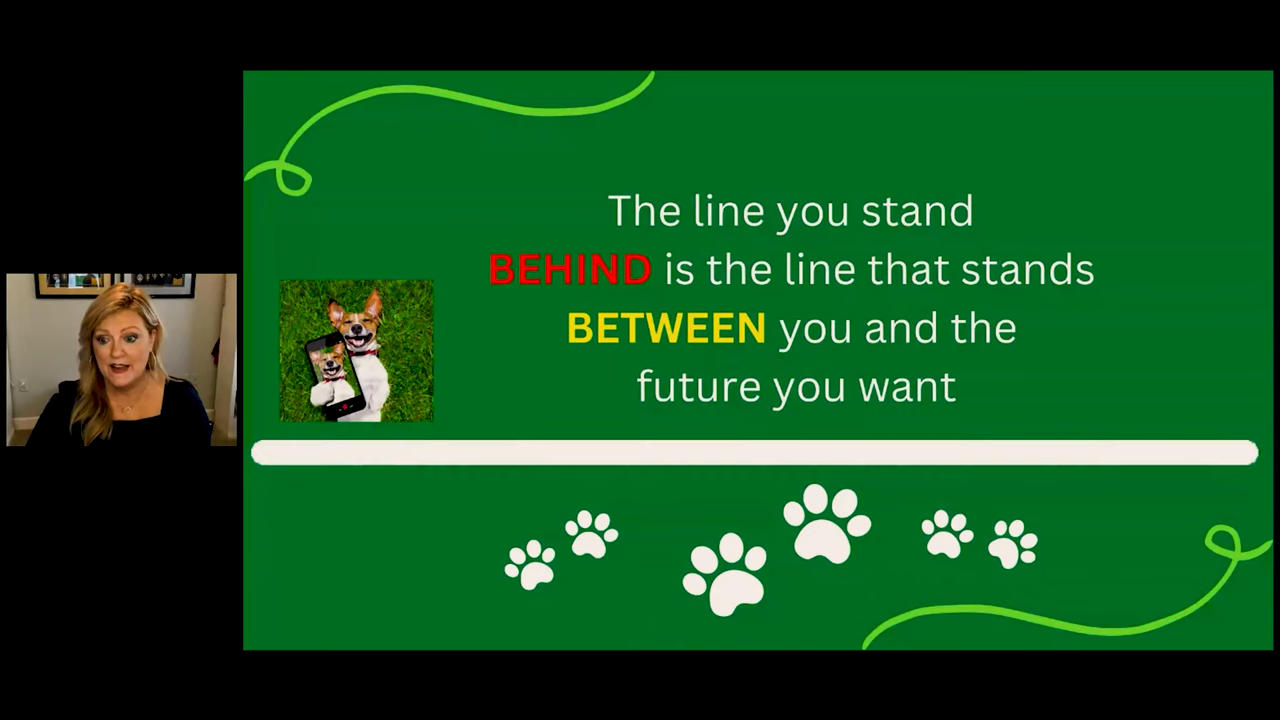 The line you stand
BEHIND is the line that stands
BETWEEN you and the
future you want